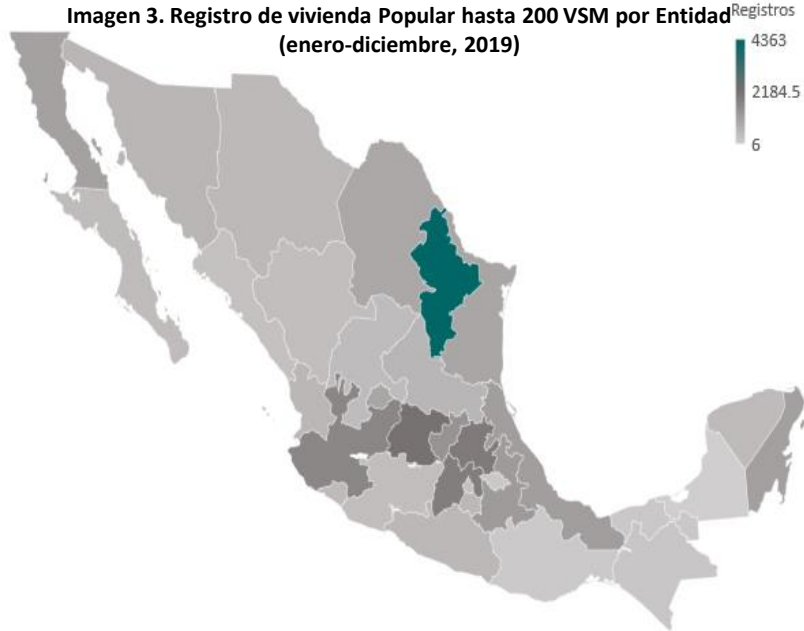 Imagen 3. Registro de vivienda Popular hasta 200 VSM por Entidad
(enero-diciembre, 2019)
Registros
4363
2184.5
6